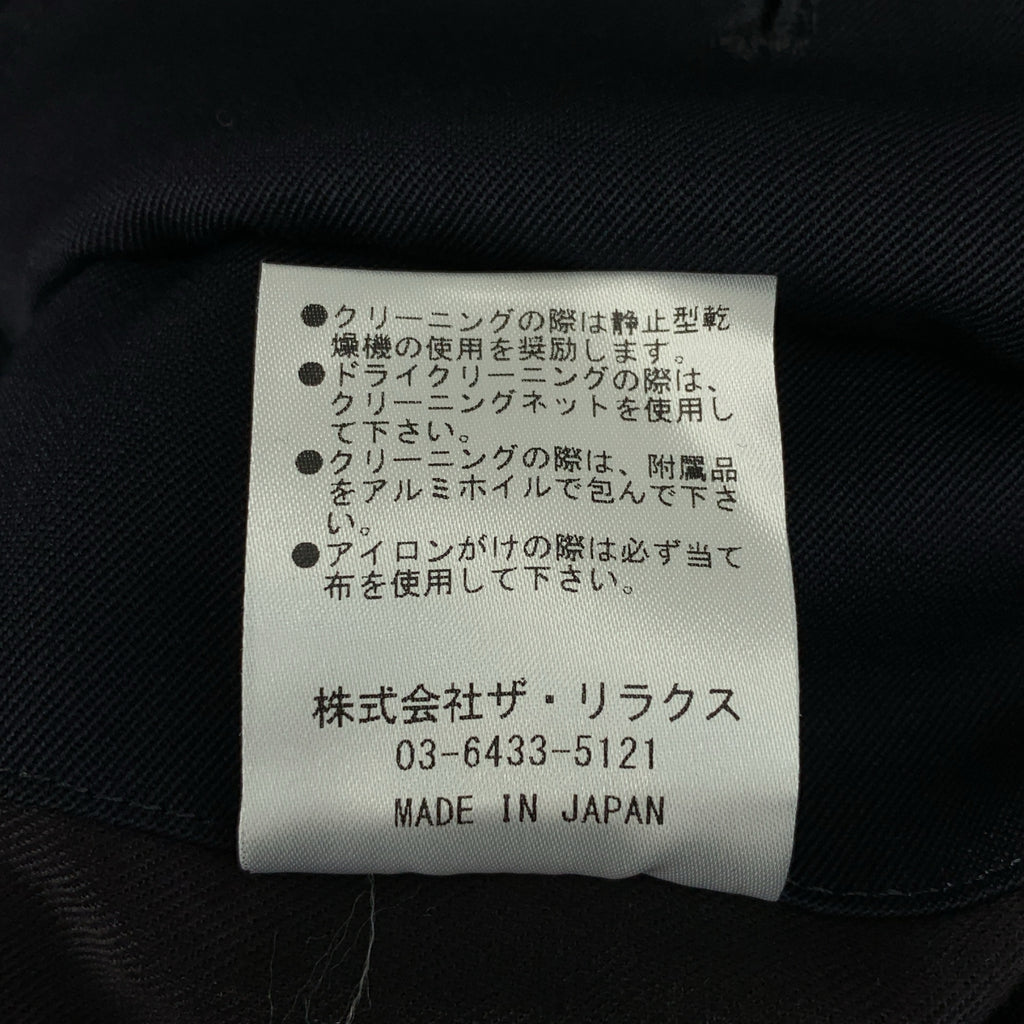 ●クリーニングの際は静止型乾
燥機の使用を奨励します。
●ドライクリーニングの際は、
クリーニングネットを使用し
て下さい。
●クリーニングの際は、附属品
をアルミホイルで包んで下さ
い。
●アイロンがけの際は必ず当て
布を使用して下さい。
株式会社ザ・リラクス
03-6433-5121
MADE IN JAPAN